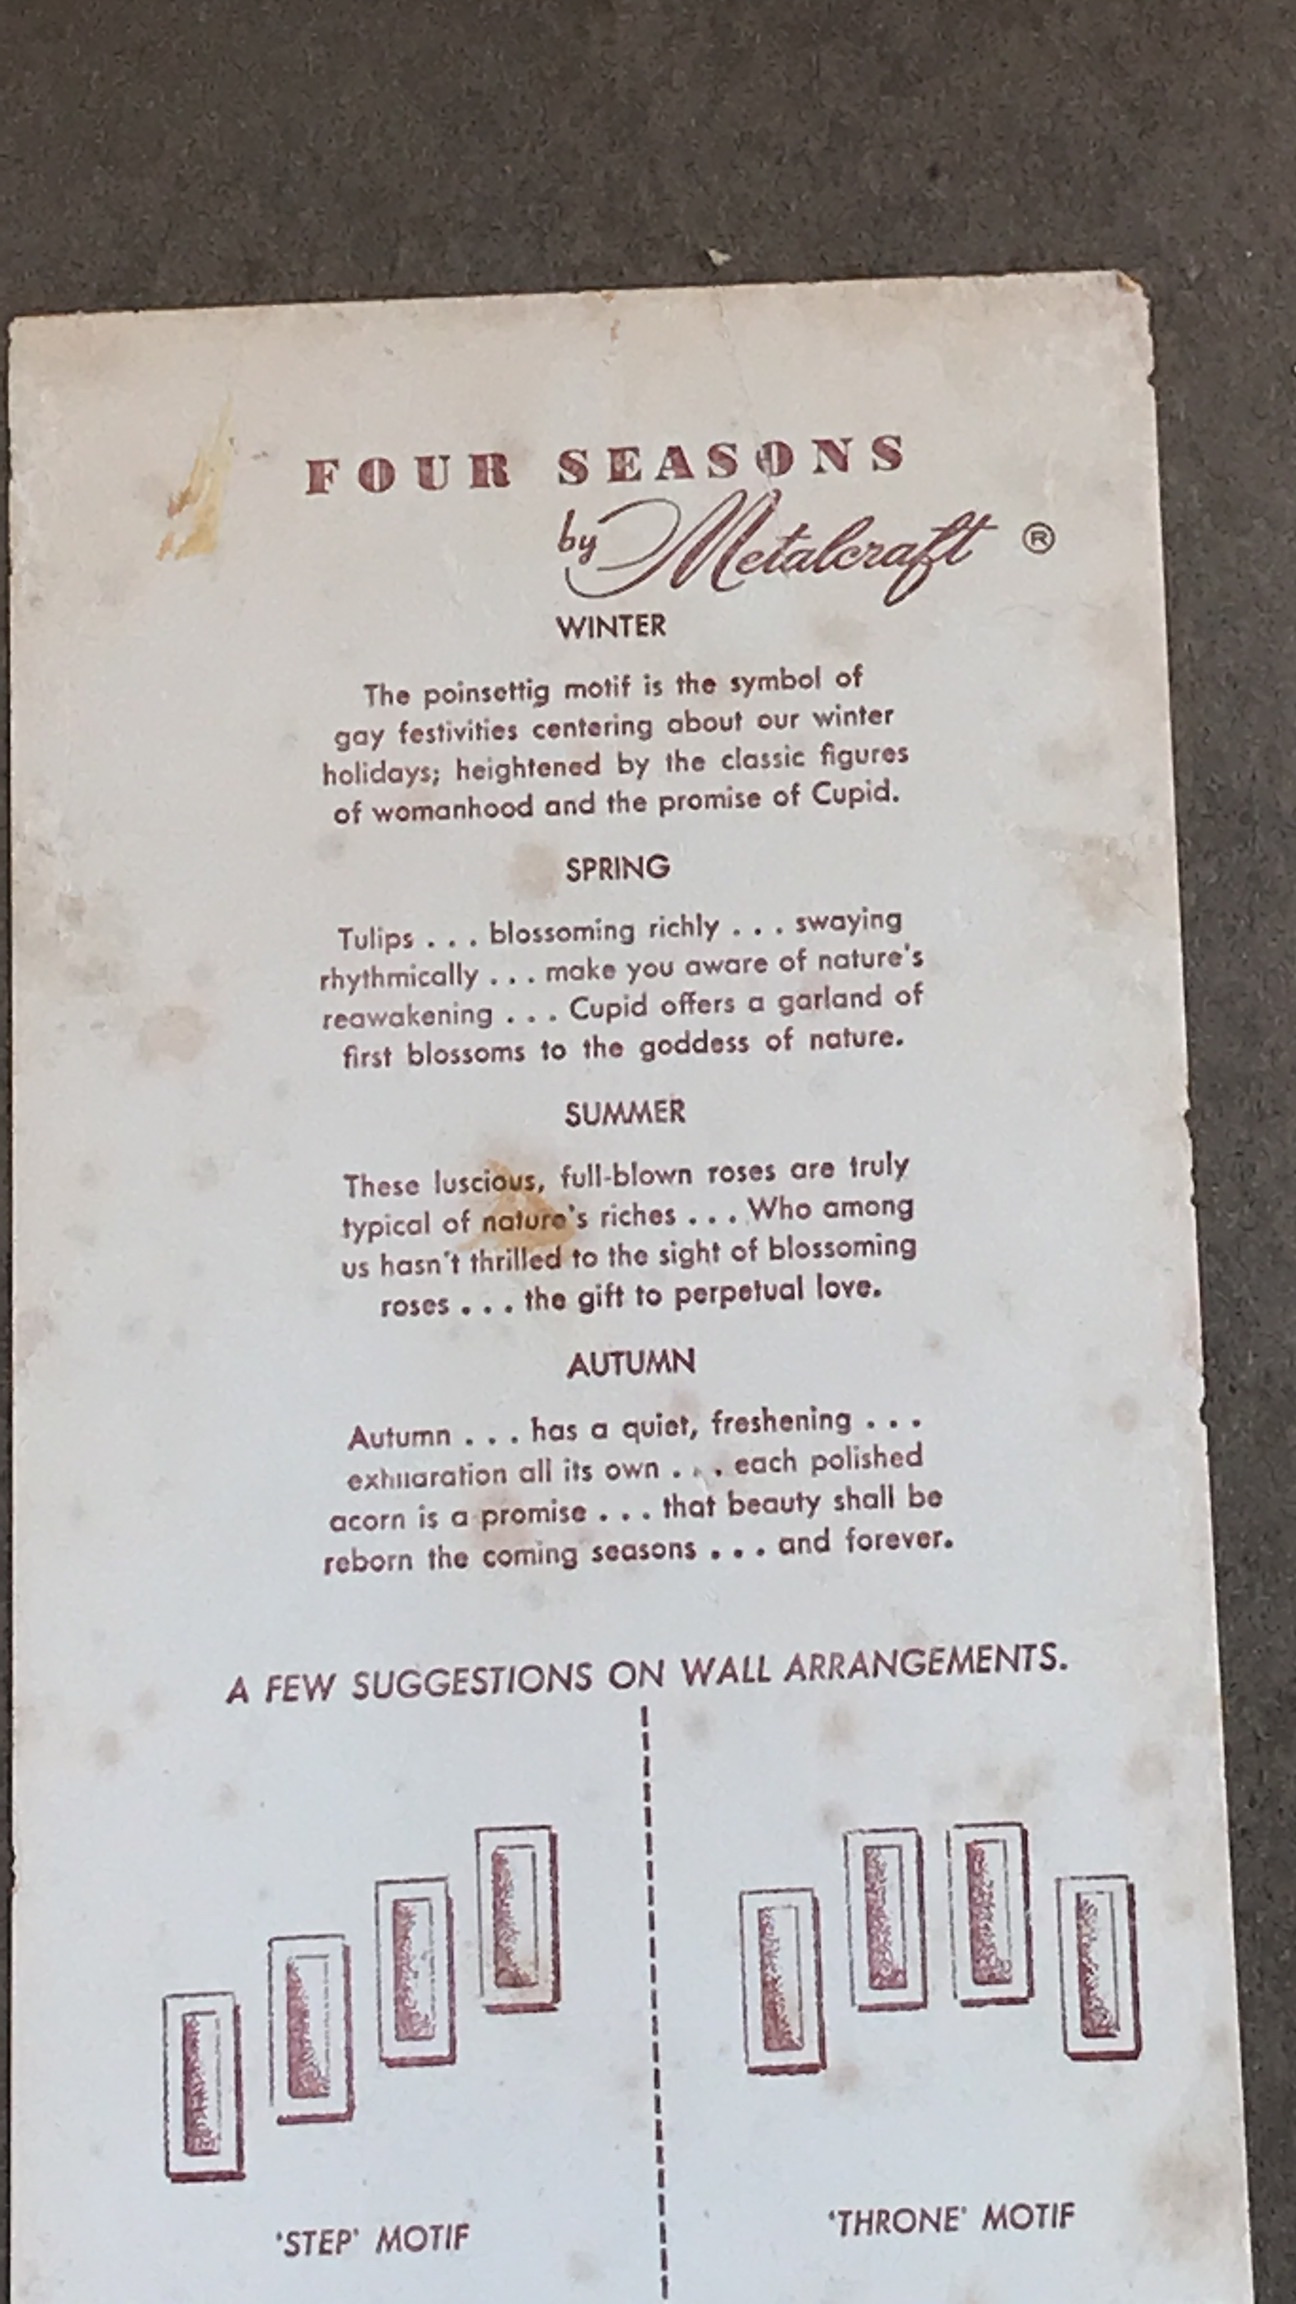 FOUR SEASONS
by Metalcraft ®
WINTER
The poinsettig motif is the symbol of
gay festivities centering about our winter
holidays; heightened by the classic figures
of womanhood and the promise of Cupid.
SPRING
Tulips . . . blossoming richly . . . swaying
rhythmically . . . make you aware of nature's
reawakening . . . Cupid offers a garland of
first blossoms to the goddess of nature.
SUMMER
These luscious, full-blown roses are truly
typical of nature's riches . . . Who among
us hasn't thrilled to the sight of blossoming
roses . . . the gift to perpetual love.
AUTUMN
Autumn . . . has a quiet, freshening . . .
exhilaration all its own . . . each polished
acorn is a promise . . . that beauty shall be
reborn the coming seasons . . . and forever.
A FEW SUGGESTIONS ON WALL ARRANGEMENTS.
'STEP' MOTIF
'THRONE' MOTIF